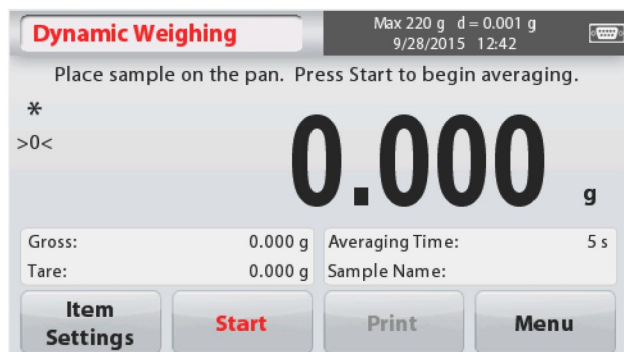 Dynamic Weighing
Max 220 g d = 0.001 g
9/28/2015 12:42
Place sample on the pan. Press Start to begin averaging.
*
>0<
0.000 g
Gross: 0.000 g
Tare: 0.000 g
Averaging Time: 5 s
Sample Name:
Item
Settings
Start
Print
Menu